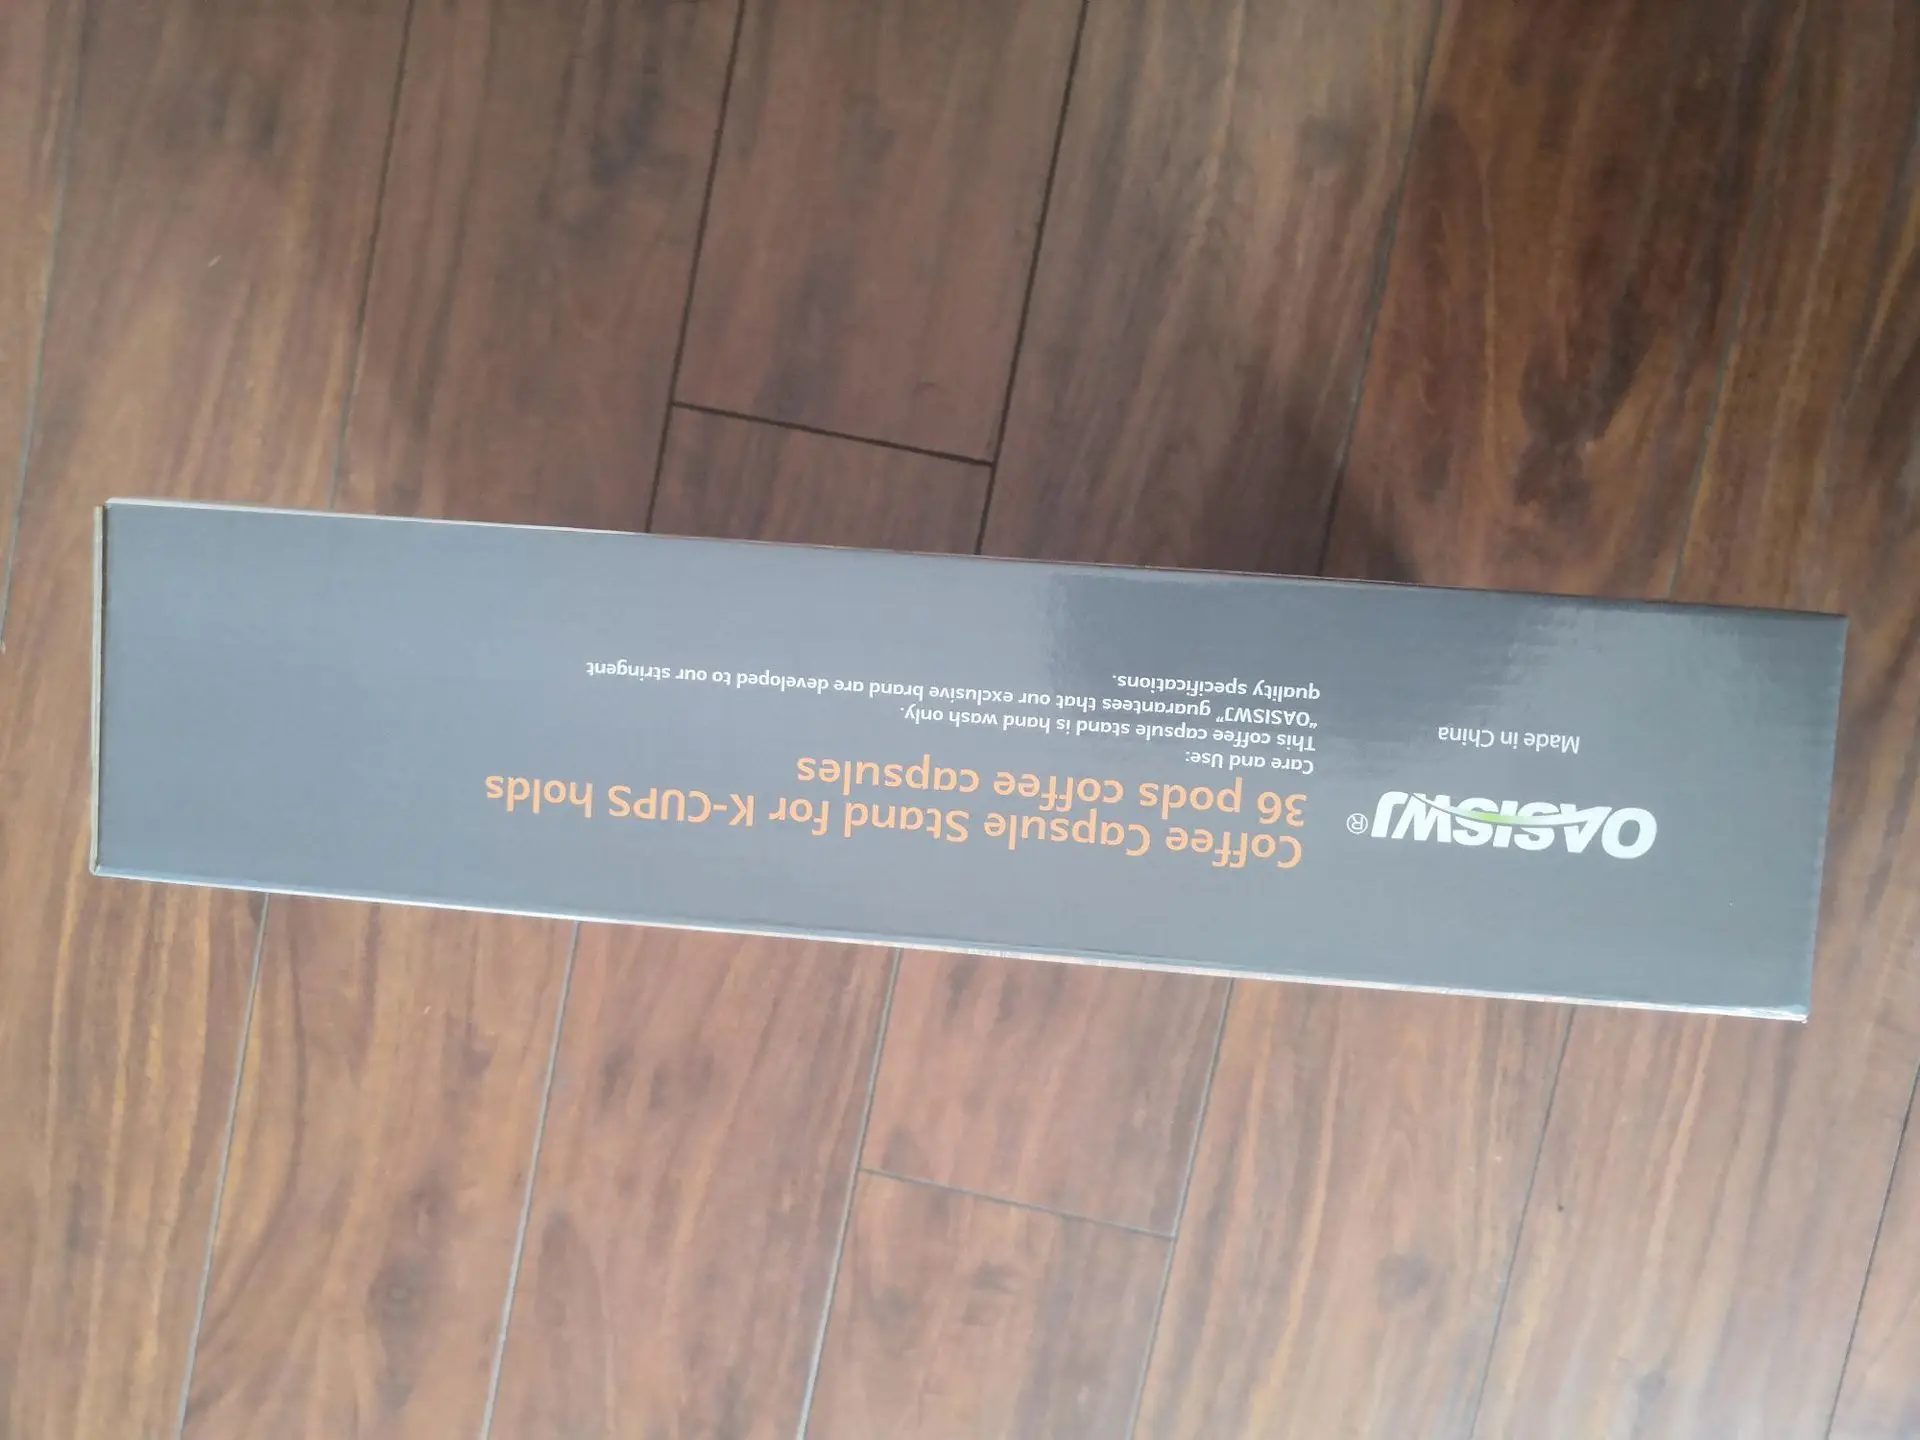 OASISWJ®
Made in China
Coffee Capsule Stand for K-CUPS holds
36 pods coffee capsules
Care and Use:
This coffee capsule stand is hand wash only.
"OASISWJ" guarantees that our exclusive brand are developed to our stringent
quality specifications.